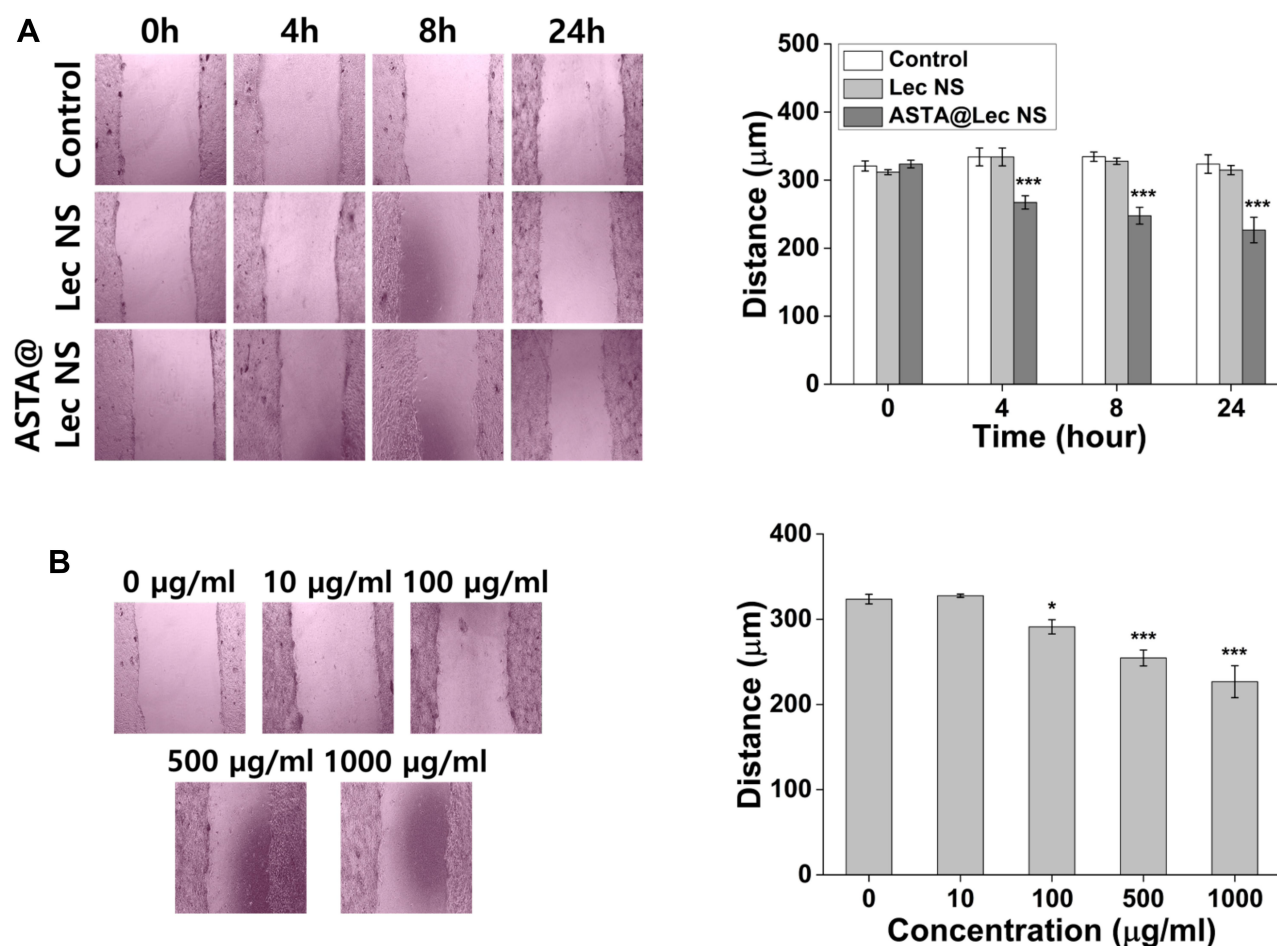 A
0h 4h 8h 24h
Control
Lec NS
ASTA@
Lec NS
500
400
300
200
100
0
Distance (μm)
Control
Lec NS
ASTA@Lec NS
***
***
***
0 4 8 24
Time (hour)
B
0 μg/ml 10 μg/ml 100 μg/ml
500 μg/ml 1000 μg/ml
400
300
200
100
0
Distance (μm)
*
***
***
0 10 100 500 1000
Concentration (μg/ml)